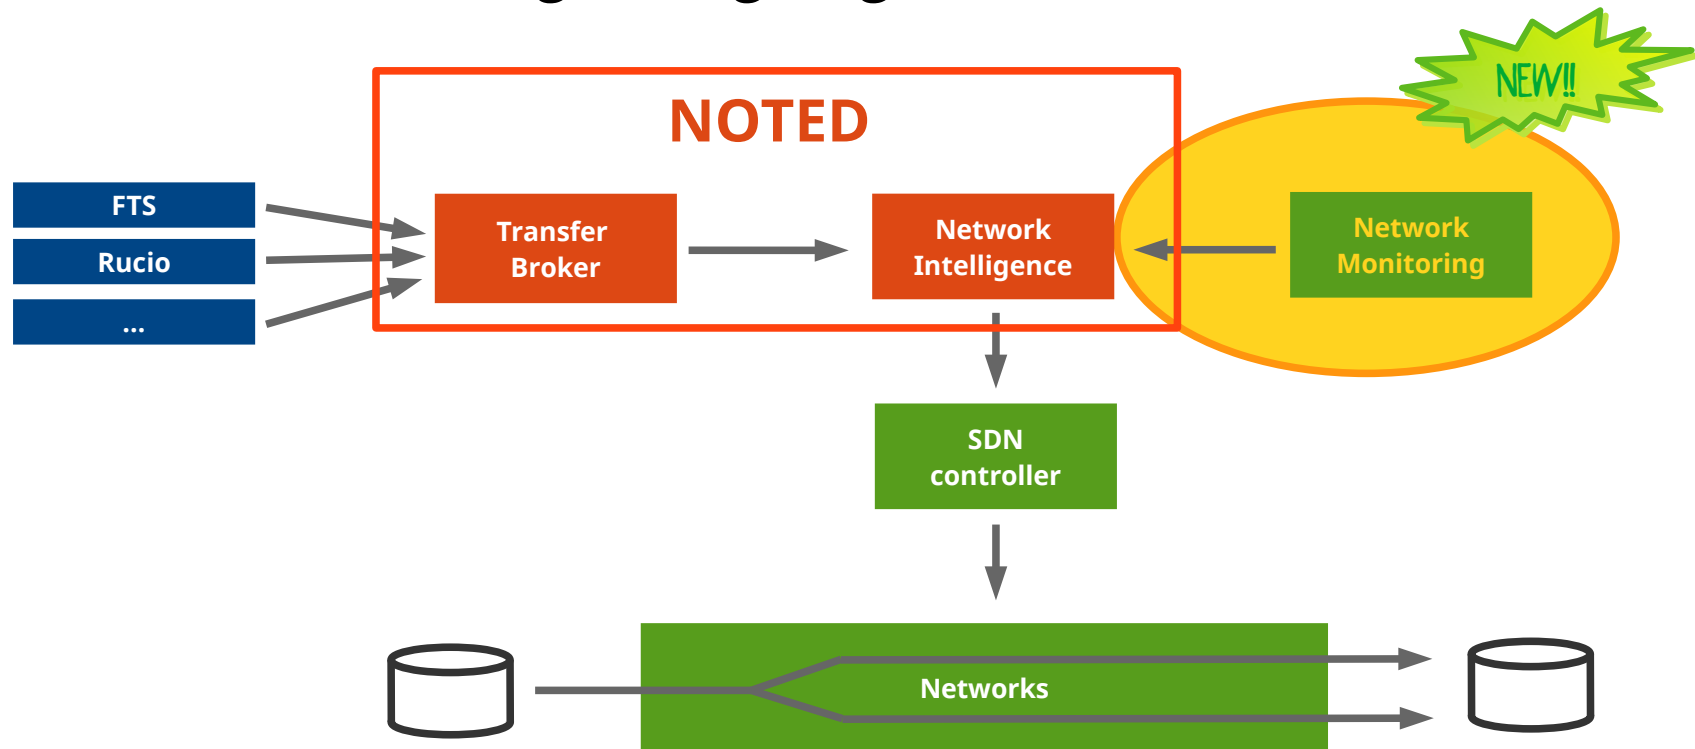 NEW!!
NOTED
FTS
Rucio
...
Transfer
Broker
Network
Intelligence
Network
Monitoring
SDN
controller
Networks